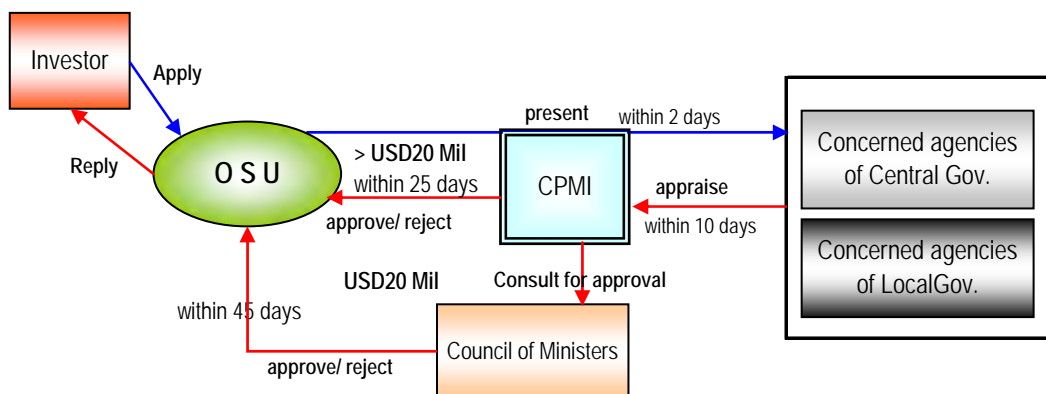 Investor
Apply
Reply
O S U
present
within 2 days
> USD20 Mil
within 25 days
approve/ reject
CPMI
appraise
within 10 days
Concerned agencies
of Central Gov.
Concerned agencies
of LocalGov.
USD20 Mil
Consult for approval
within 45 days
Council of Ministers
approve/ reject